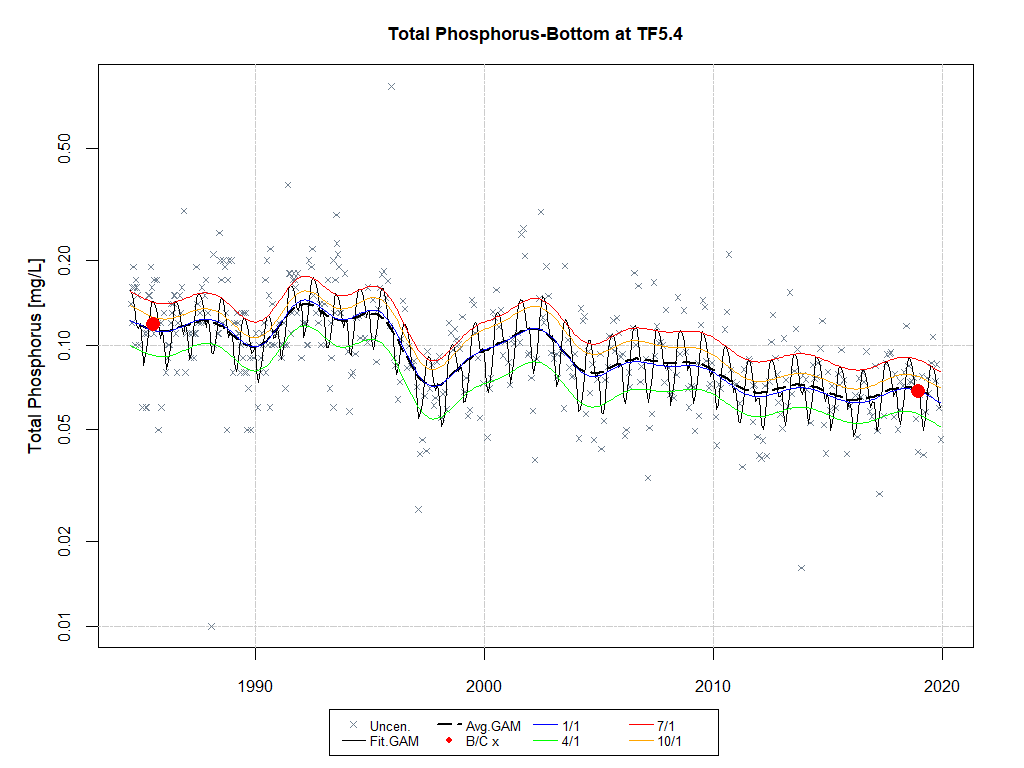 Total Phosphorus-Bottom at TF5.4
Total Phosphorus [mg/L]
0.50
0.20
0.10
0.05
0.02
0.01
1990 2000 2010 2020
Uncen. Avg.GAM 1/1 7/1
Fit.GAM B/C x 4/1 10/1